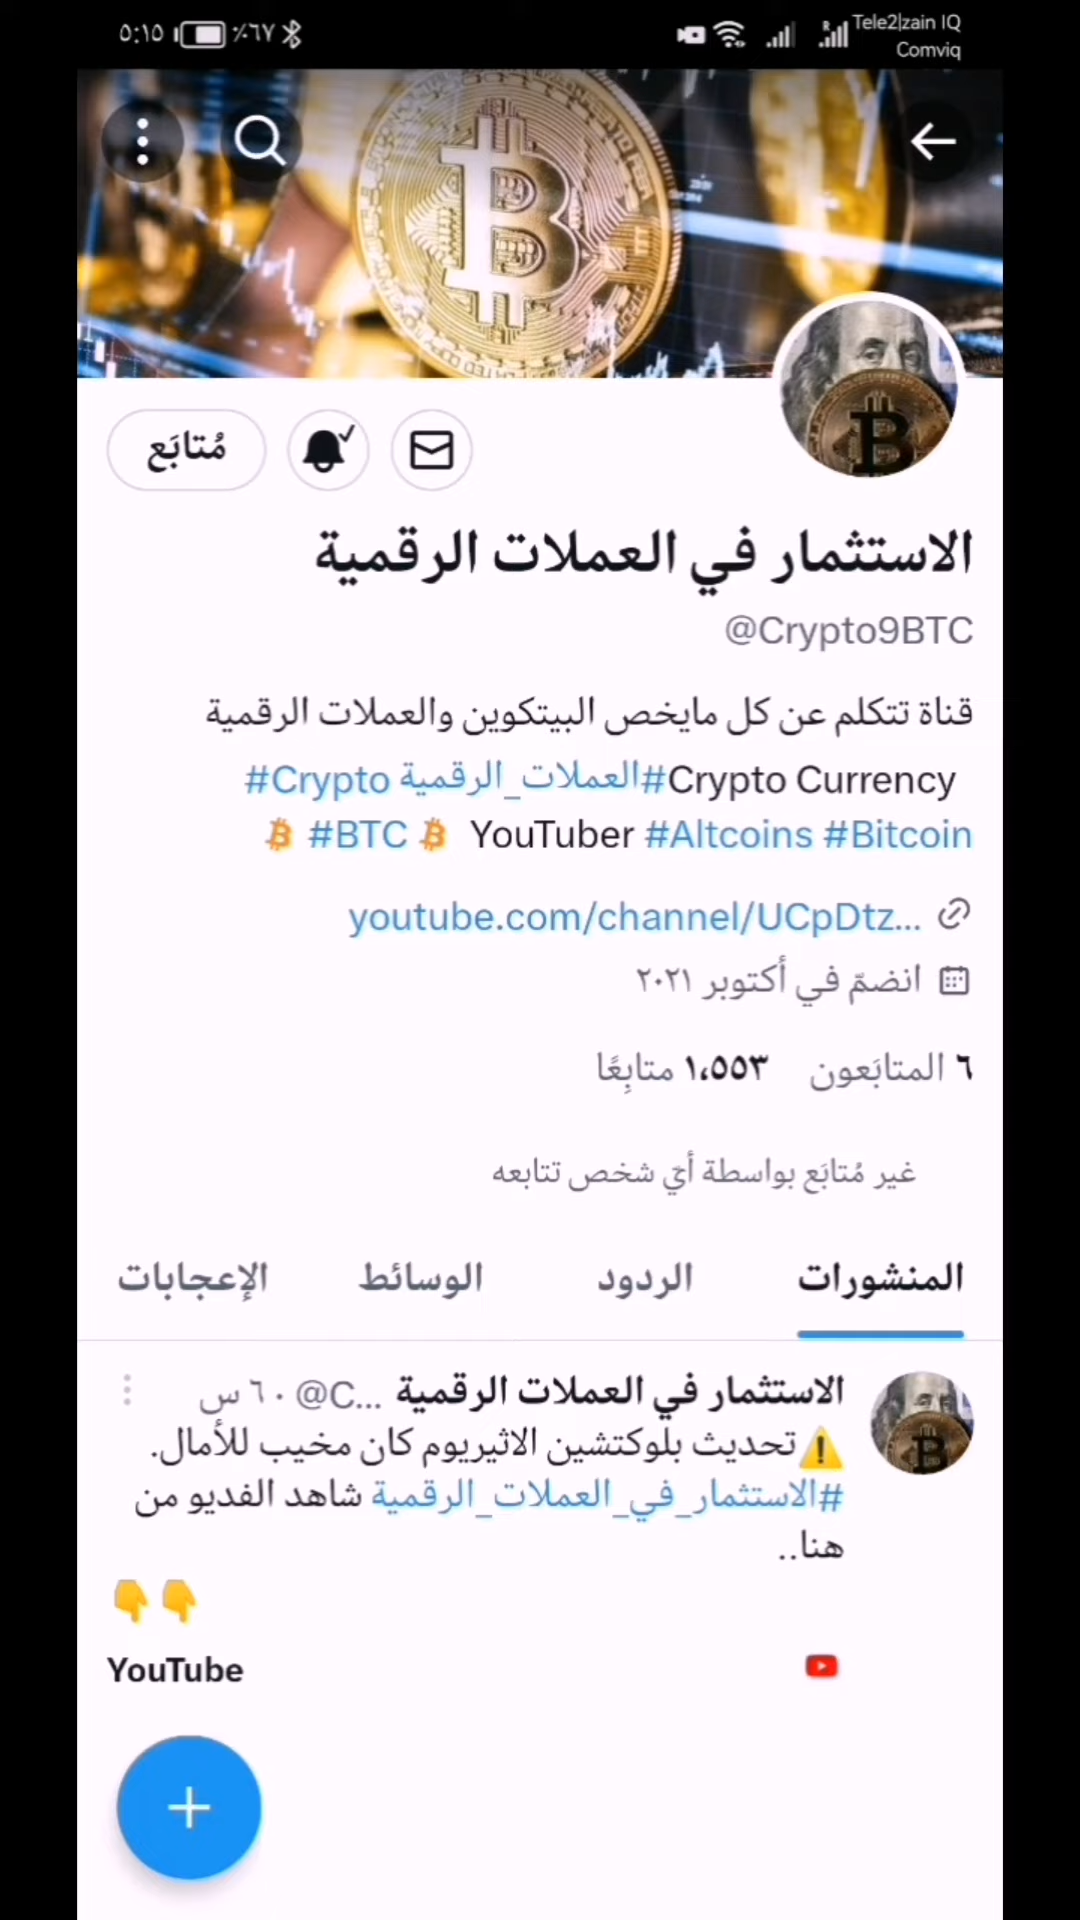 ٥:١٥ ٪٦٧ Tele2|zain IQ
Comviq
مُتابَع
الاستثمار في العملات الرقمية
@Crypto9BTC
قناة تتكلم عن كل مايخص البيتكوين والعملات الرقمية
#Crypto العملات_الرقمية#Crypto Currency
₿ #BTC ₿ YouTuber #Altcoins #Bitcoin
youtube.com/channel/UCpDtz...
انضمّ في أكتوبر ٢٠٢١
٦ المتابَعون ١،٥٥٣ متابِعًا
غير مُتابَع بواسطة أيّ شخص تتابعه
المنشورات الردود الوسائط الإعجابات
الاستثمار في العملات الرقمية @C... · ٦ س
⚠️تحديث بلوكتشين الاثيريوم كان مخيب للأمال.
#الاستثمار_في_العملات_الرقمية شاهد الفديو من
هنا..
👇👇
YouTube